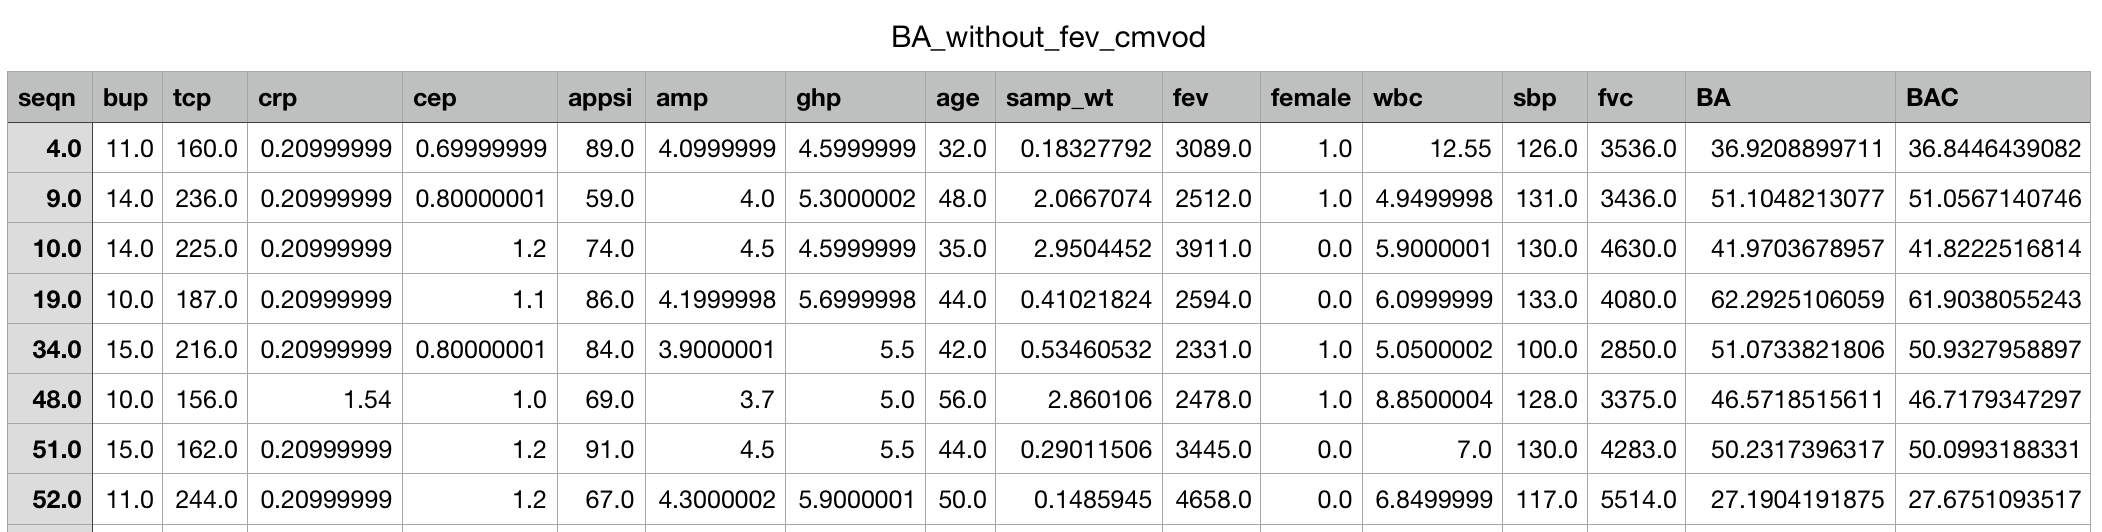 BA_without_fev_cmvod
seqn bup tcp crp cep appsi amp ghp age samp_wt fev female wbc sbp fvc BA BAC
4.0 11.0 160.0 0.20999999 0.69999999 89.0 4.0999999 4.5999999 32.0 0.18327792 3089.0 1.0 12.55 126.0 3536.0 36.9208899711 36.8446439082
9.0 14.0 236.0 0.20999999 0.80000001 59.0 4.0 5.3000002 48.0 2.0667074 2512.0 1.0 4.9499998 131.0 3436.0 51.1048213077 51.0567140746
10.0 14.0 225.0 0.20999999 1.2 74.0 4.5 4.5999999 35.0 2.9504452 3911.0 0.0 5.9000001 130.0 4630.0 41.9703678957 41.8222516814
19.0 10.0 187.0 0.20999999 1.1 86.0 4.1999998 5.6999998 44.0 0.41021824 2594.0 0.0 6.0999999 133.0 4080.0 62.2925106059 61.9038055243
34.0 15.0 216.0 0.20999999 0.80000001 84.0 3.9000001 5.5 42.0 0.53460532 2331.0 1.0 5.0500002 100.0 2850.0 51.0733821806 50.9327958897
48.0 10.0 156.0 1.54 1.0 69.0 3.7 5.0 56.0 2.860106 2478.0 1.0 8.8500004 128.0 3375.0 46.5718515611 46.7179347297
51.0 15.0 162.0 0.20999999 1.2 91.0 4.5 5.5 44.0 0.29011506 3445.0 0.0 7.0 130.0 4283.0 50.2317396317 50.0993188331
52.0 11.0 244.0 0.20999999 1.2 67.0 4.3000002 5.9000001 50.0 0.1485945 4658.0 0.0 6.8499999 117.0 5514.0 27.1904191875 27.6751093517